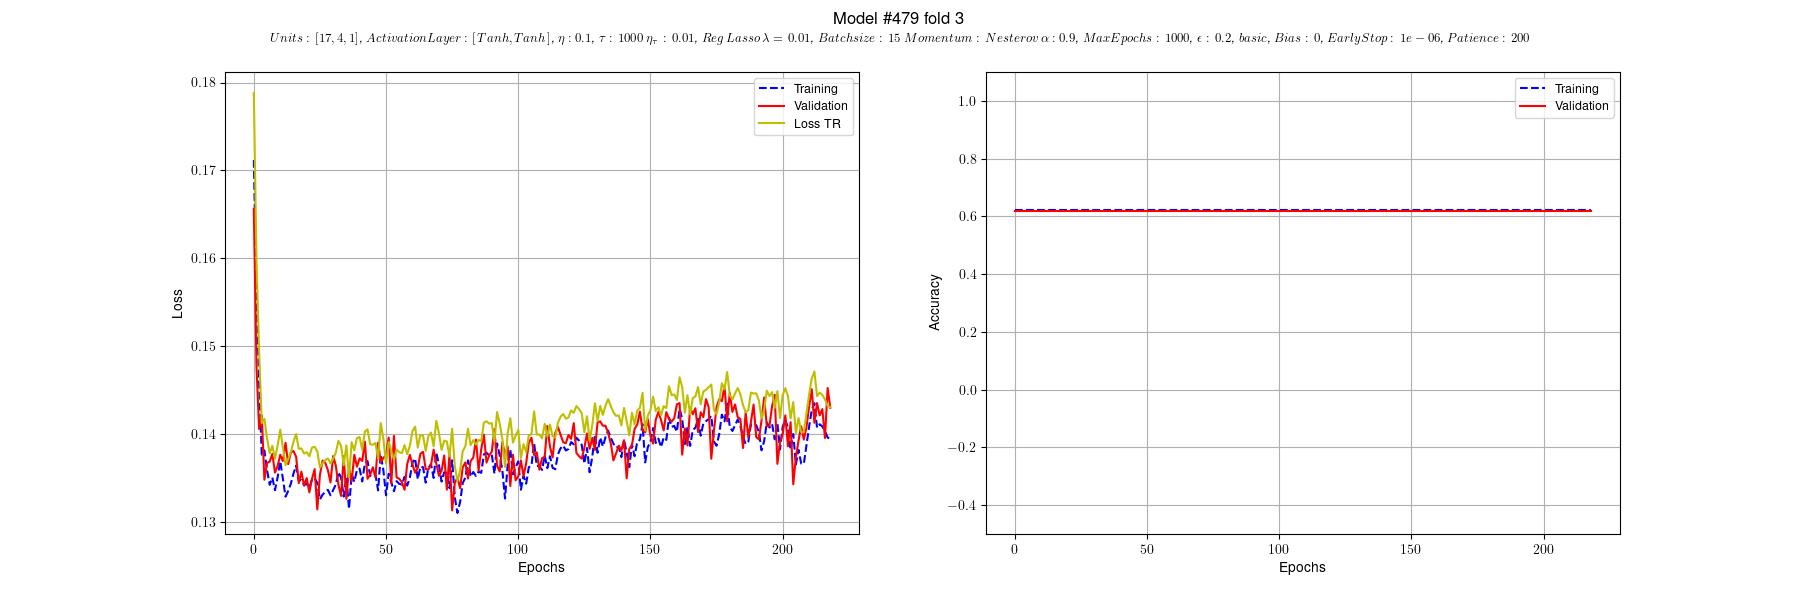 Model #479 fold 3
Units : [17, 4, 1], ActivationLayer : [Tanh, Tanh], η : 0.1, τ : 1000 η_τ : 0.01, Reg Lasso λ = 0.01, Batchsize : 15 Momentum : Nesterov α : 0.9, MaxEpochs : 1000, ϵ : 0.2, basic, Bias : 0, EarlyStop : 1e − 06, Patience : 200
0.18
0.17
0.16
0.15
0.14
0.13
Loss
0 50 100 150 200
Epochs
Training
Validation
Loss TR
1.0
0.8
0.6
0.4
0.2
0.0
−0.2
−0.4
Accuracy
0 50 100 150 200
Epochs
Training
Validation